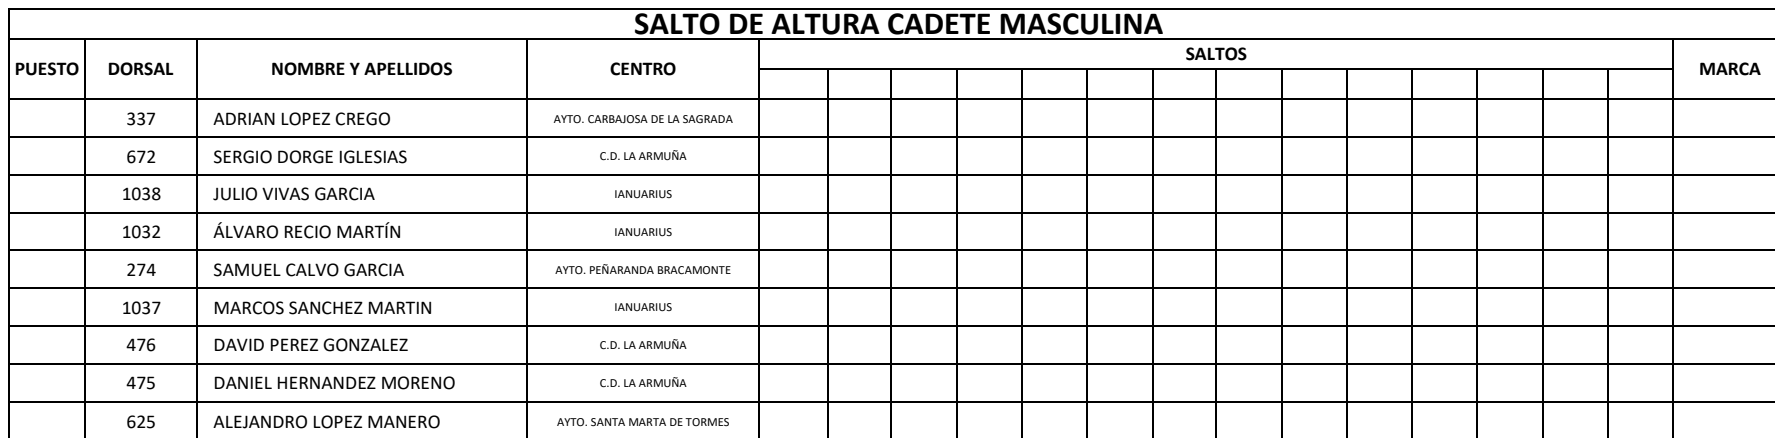 SALTO DE ALTURA CADETE MASCULINA
PUESTO DORSAL NOMBRE Y APELLIDOS CENTRO SALTOS MARCA
337 ADRIAN LOPEZ CREGO AYTO. CARBAJOSA DE LA SAGRADA
672 SERGIO DORGE IGLESIAS C.D. LA ARMUÑA
1038 JULIO VIVAS GARCIA IANUARIUS
1032 ÁLVARO RECIO MARTÍN IANUARIUS
274 SAMUEL CALVO GARCIA AYTO. PEÑARANDA BRACAMONTE
1037 MARCOS SANCHEZ MARTIN IANUARIUS
476 DAVID PEREZ GONZALEZ C.D. LA ARMUÑA
475 DANIEL HERNANDEZ MORENO C.D. LA ARMUÑA
625 ALEJANDRO LOPEZ MANERO AYTO. SANTA MARTA DE TORMES